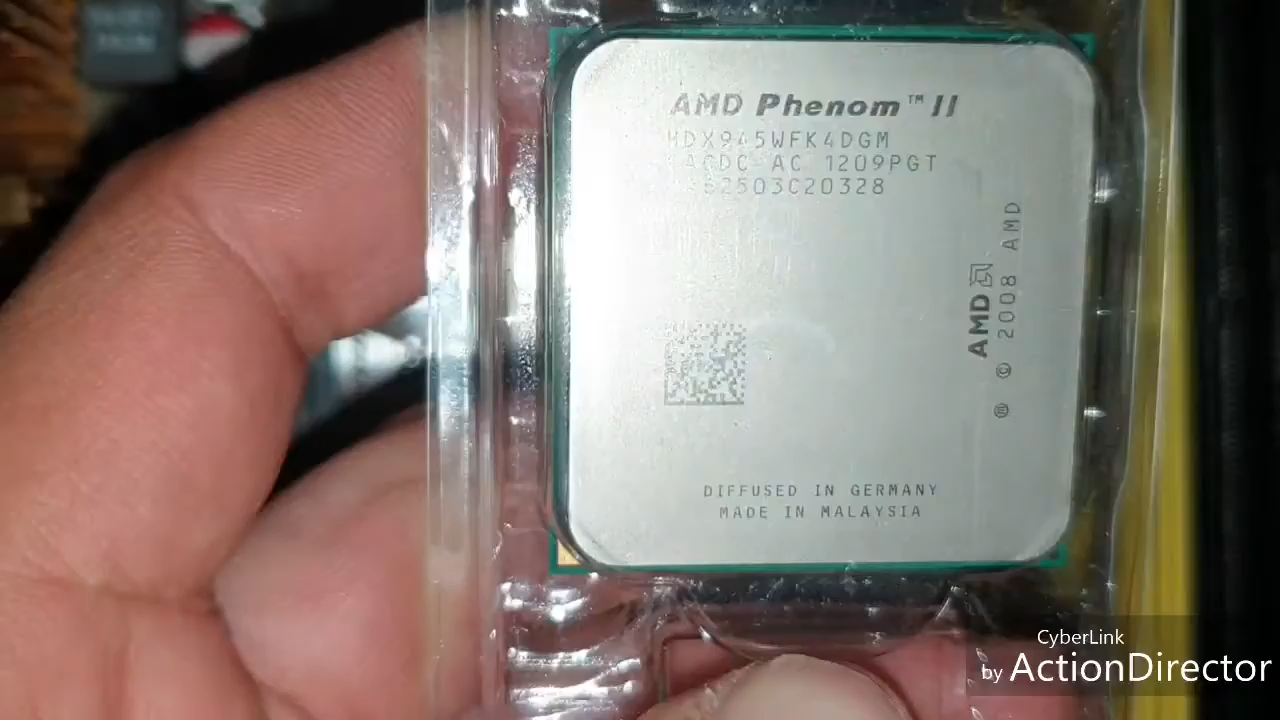 AMD Phenom™ II
HDX945WFK4DGM
CACDC AC 1209PGT
62503C20328
AMD
ⓜ © 2008 AMD
DIFFUSED IN GERMANY
MADE IN MALAYSIA
CyberLink
by ActionDirector